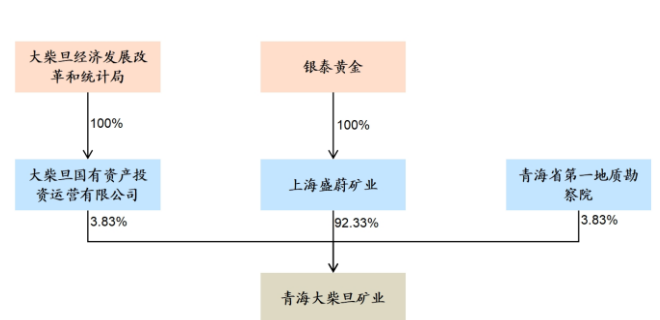 大柴旦经济发展改
革和统计局
银泰黄金
100%
100%
大柴旦国有资产投
资运营有限公司
上海盛蔚矿业
青海省第一地质勘
察院
3.83%
92.33%
3.83%
青海大柴旦矿业